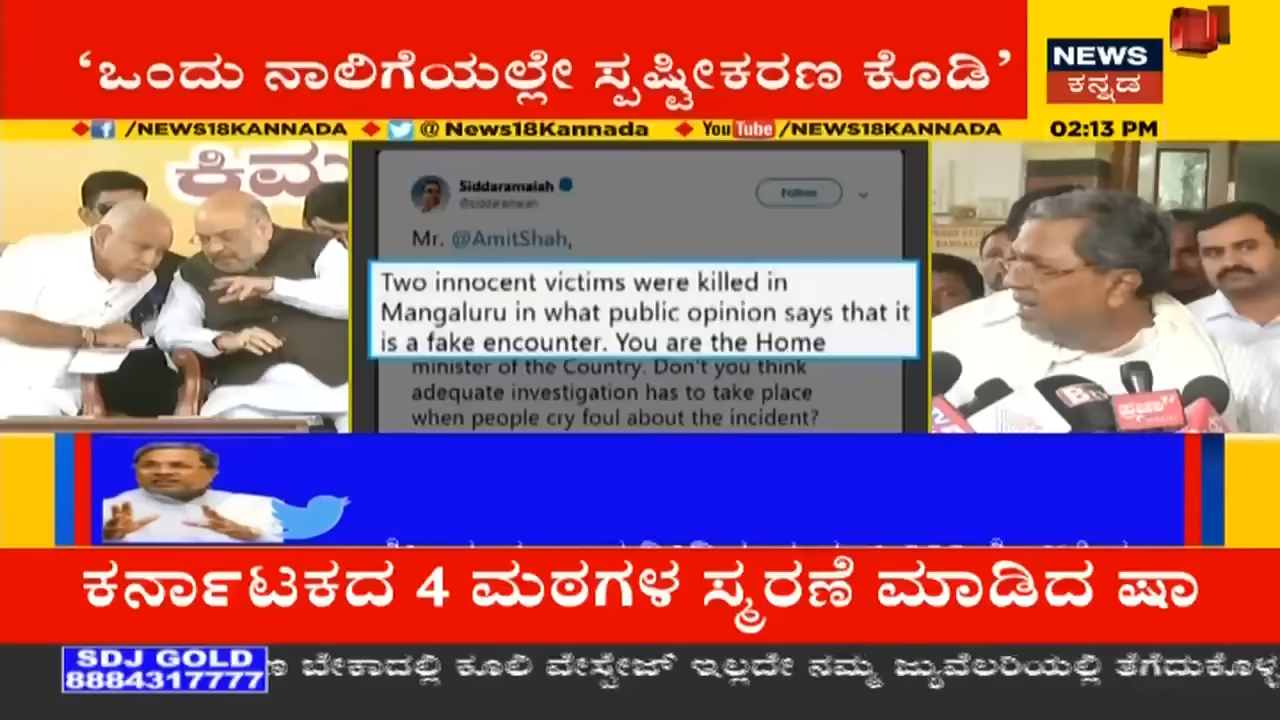 ‘ಒಂದು ನಾಲಿಗೆಯಲ್ಲೇ ಸ್ಪಷ್ಟೀಕರಣ ಕೊಡಿ’
NEWS
ಕನ್ನಡ
/NEWS18KANNADA @News18Kannada YouTube /NEWS18KANNADA
02:13 PM
ಕಿಮ
Siddaramaiah
@siddaramaiah
Follow
Mr. @AmitShah,
Two innocent victims were killed in
Mangaluru in what public opinion says that it
is a fake encounter. You are the Home
minister of the Country. Don't you think
adequate investigation has to take place
when people cry foul about the incident?
ಕರ್ನಾಟಕದ 4 ಮಠಗಳ ಸ್ಮರಣೆ ಮಾಡಿದ ಷಾ
SDJ GOLD
8884317777
ಬೇಕಾದಲ್ಲಿ ಕೂಲಿ ವೇಸ್ಟೇಜ್ ಇಲ್ಲದೇ ನಮ್ಮ ಜ್ಯುವೆಲರಿಯಲ್ಲಿ ತೆಗೆದುಕೊಳ್ಳ